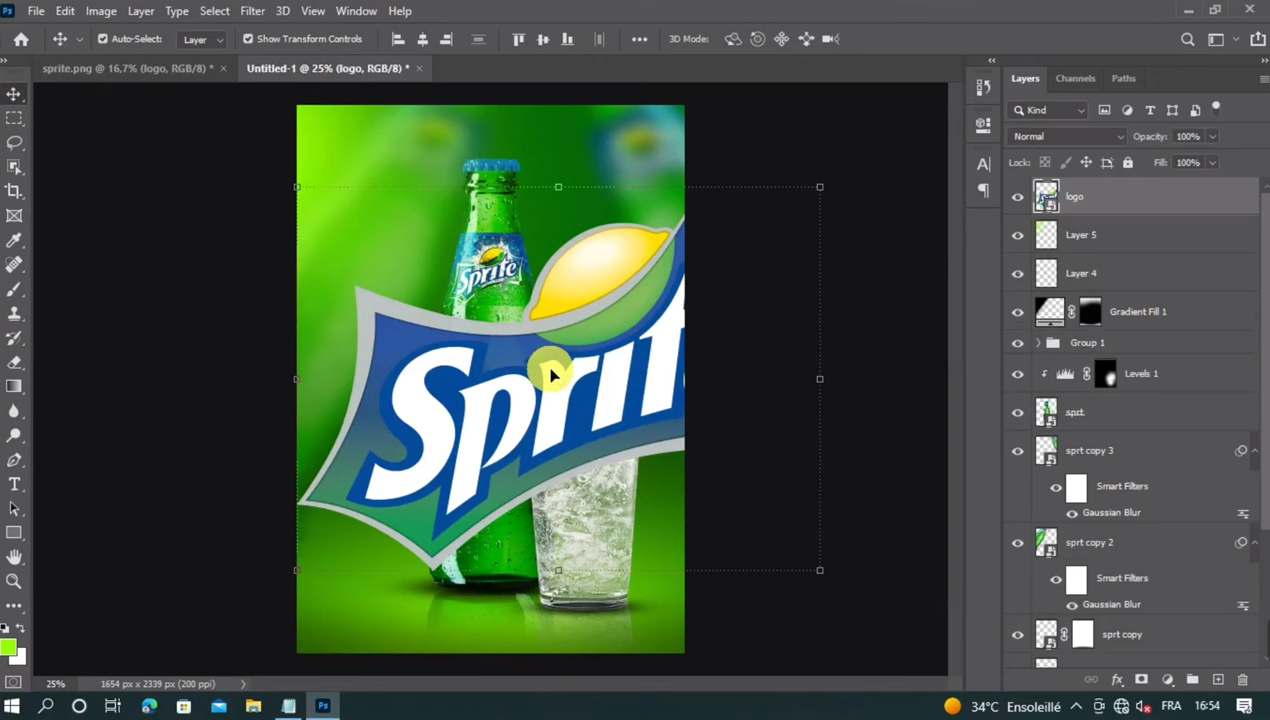 Ps File Edit Image Layer Type Select Filter 3D View Window Help
Auto-Select: Layer Show Transform Controls 3D Mode:
sprite.png @ 16,7% (logo, RGB/8) * × Untitled-1 @ 25% (logo, RGB/8) * ×
Layers Channels Paths
Kind
Normal Opacity: 100%
Lock: Fill: 100%
logo
Layer 5
Layer 4
Gradient Fill 1
Group 1
Levels 1
sprt
sprt copy 3
Smart Filters
Gaussian Blur
sprt copy 2
Smart Filters
Gaussian Blur
sprt copy
Sprite
Sprite
25% 1654 px x 2339 px (200 ppi)
Ps 34°C Ensoleillé FRA 16:54